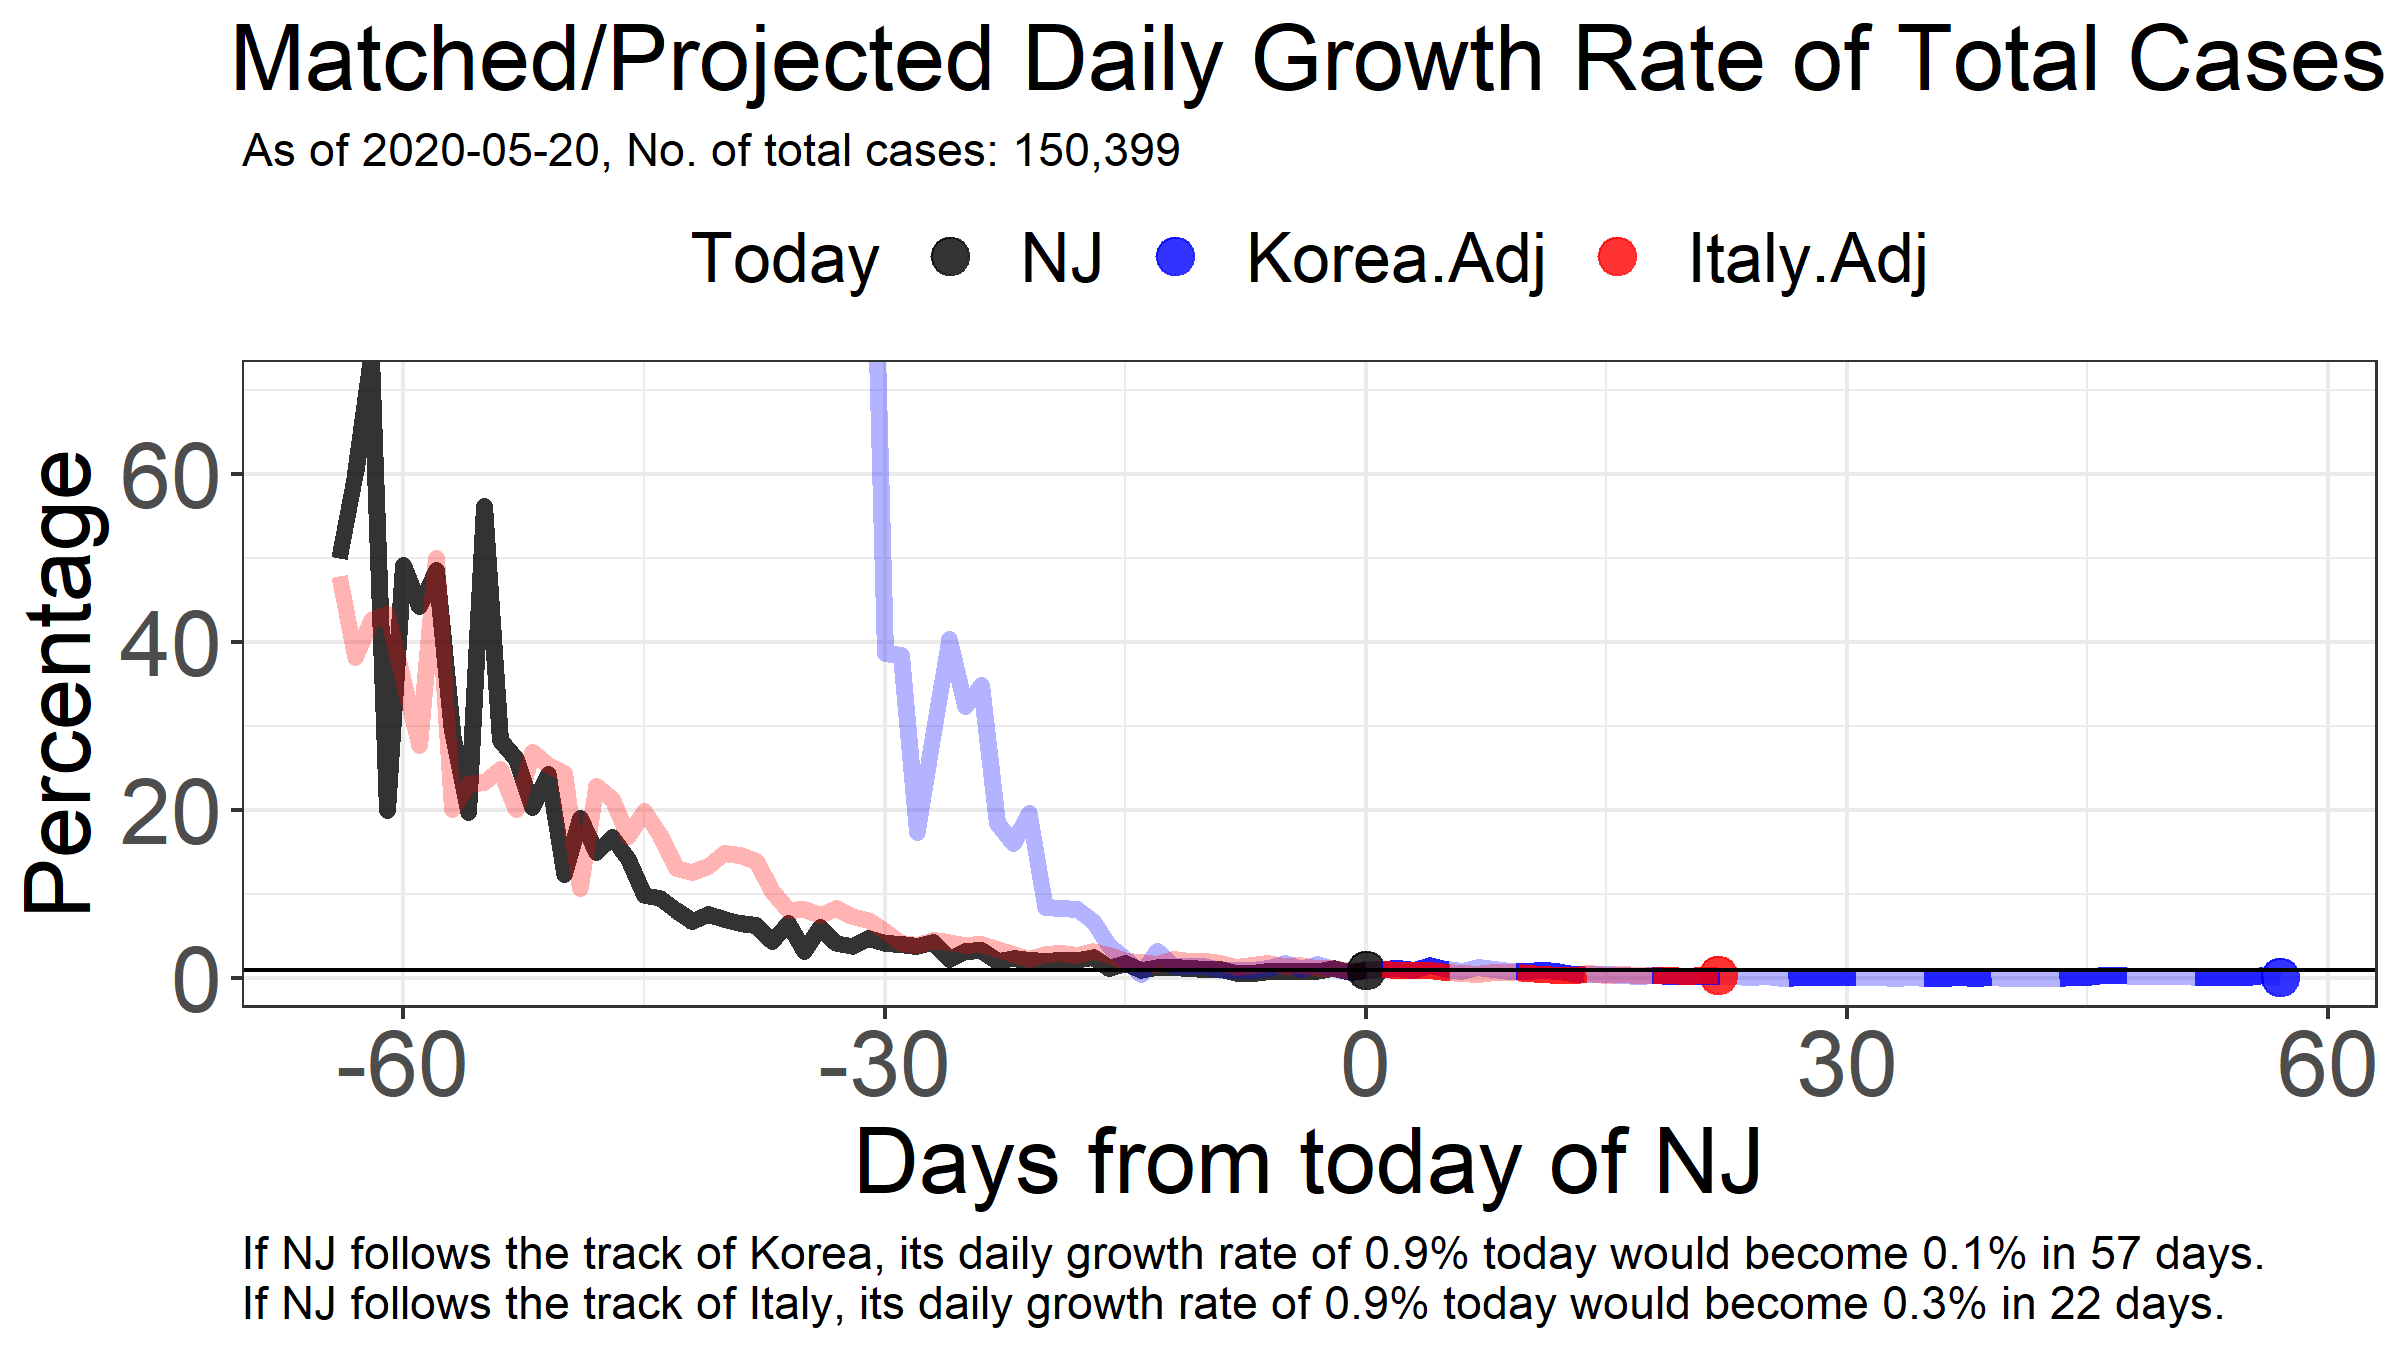 Matched/Projected Daily Growth Rate of Total Cases
As of 2020-05-20, No. of total cases: 150,399
Today NJ Korea.Adj Italy.Adj
Percentage
60
40
20
0
-60 -30 0 30 60
Days from today of NJ
If NJ follows the track of Korea, its daily growth rate of 0.9% today would become 0.1% in 57 days.
If NJ follows the track of Italy, its daily growth rate of 0.9% today would become 0.3% in 22 days.